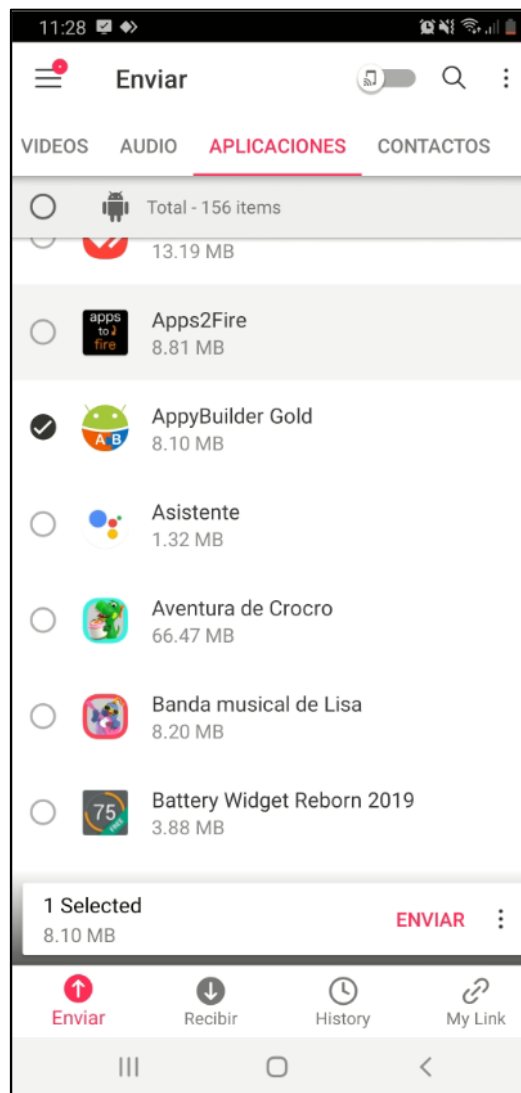 11:28
Enviar
VIDEOS AUDIO APLICACIONES CONTACTOS
Total - 156 items
13.19 MB
apps
to
fire
Apps2Fire
8.81 MB
A B
AppyBuilder Gold
8.10 MB
Asistente
1.32 MB
Aventura de Crocro
66.47 MB
Banda musical de Lisa
8.20 MB
75
FREE
Battery Widget Reborn 2019
3.88 MB
1 Selected
8.10 MB
ENVIAR
Enviar Recibir History My Link